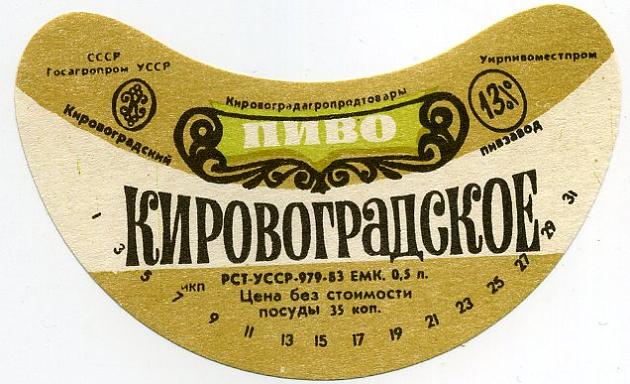 СССР
Госагропром УССР
Укрпивоместпром
Кировоградагропродтовары
13%
Кировоградский
пивзавод
ПИВО
КИРОВОГРАДСКОЕ
РСТ-УССР-979-83 ЕМК. 0,5 л.
Цена без стоимости
посуды 35 коп.
1 3 5 7 9 11 13 15 17 19 21 23 25 27 29 31